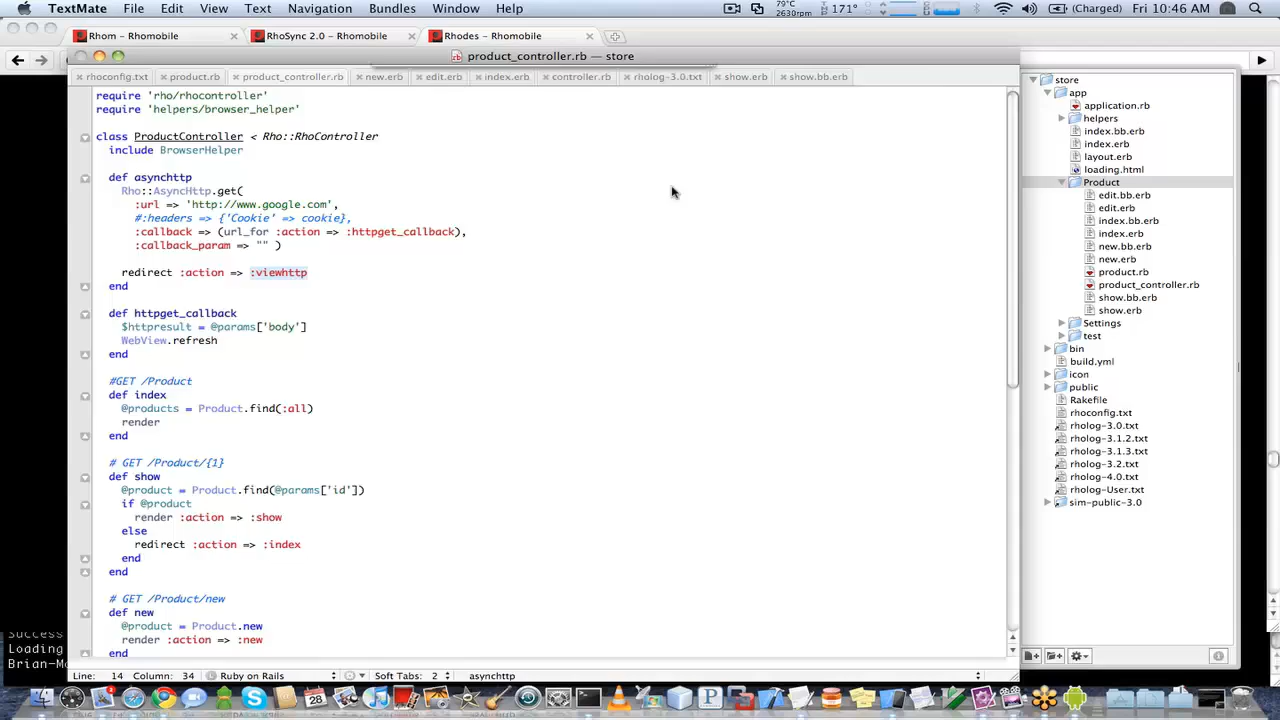 TextMate File Edit View Text Navigation Bundles Window Help 79°C 2630rpm 171° (Charged) Fri 10:46 AM
Rhom – Rhomobile RhoSync 2.0 – Rhomobile Rhodes – Rhomobile
product_controller.rb — store
rhoconfig.txt product.rb product_controller.rb new.erb edit.erb index.erb controller.rb rholog-3.0.txt show.erb show.bb.erb
require 'rho/rhocontroller'
require 'helpers/browser_helper'
class ProductController < Rho::RhoController
include BrowserHelper
def asynchttp
Rho::AsyncHttp.get(
:url => 'http://www.google.com',
#:headers => {'Cookie' => cookie},
:callback => (url_for :action => :httpget_callback),
:callback_param => "" )
redirect :action => :viewhttp
end
def httpget_callback
$httpresult = @params['body']
WebView.refresh
end
#GET /Product
def index
@products = Product.find(:all)
render
end
# GET /Product/{1}
def show
@product = Product.find(@params['id'])
if @product
render :action => :show
else
redirect :action => :index
end
end
# GET /Product/new
def new
@product = Product.new
render :action => :new
end
Line: 14 Column: 34 Ruby on Rails Soft Tabs: 2 asynchttp
store
app
application.rb
helpers
index.bb.erb
index.erb
layout.erb
loading.html
Product
edit.bb.erb
edit.erb
index.bb.erb
index.erb
new.bb.erb
new.erb
product.rb
product_controller.rb
show.bb.erb
show.erb
Settings
test
bin
build.yml
icon
public
Rakefile
rhoconfig.txt
rholog-3.0.txt
rholog-3.1.2.txt
rholog-3.1.3.txt
rholog-3.2.txt
rholog-4.0.txt
rholog-User.txt
sim-public-3.0
Success
Loading